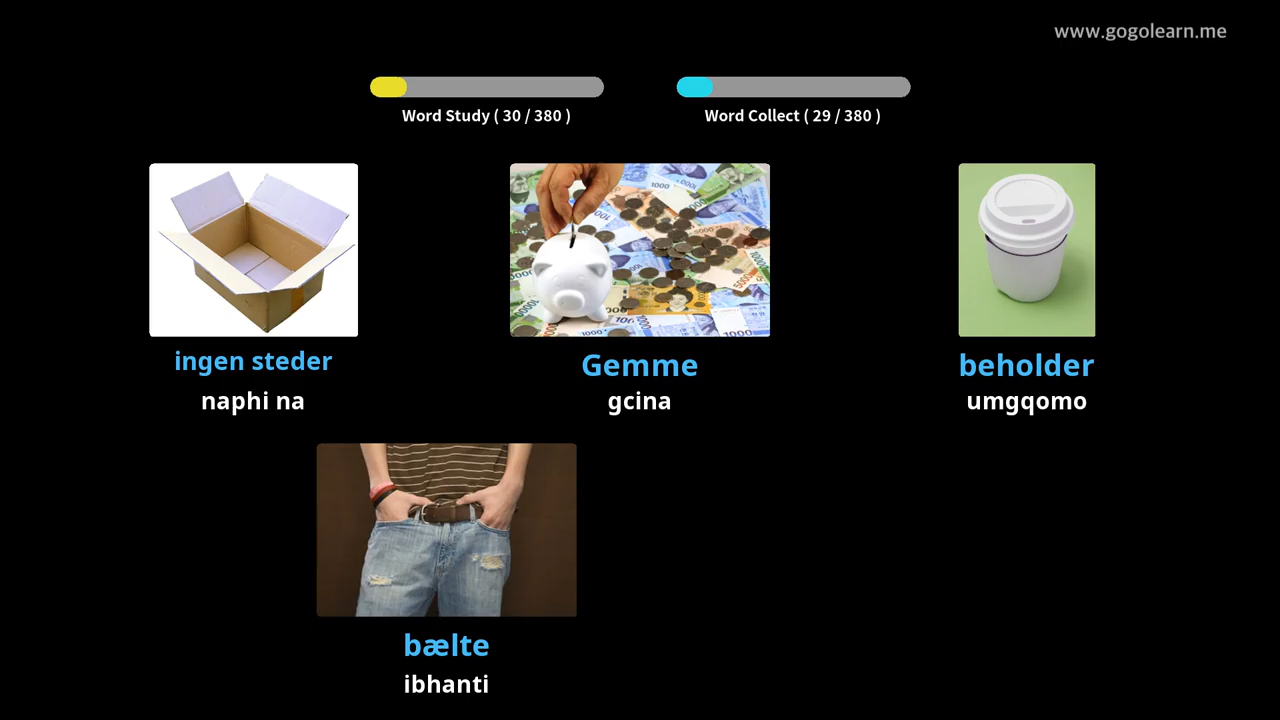 www.gogolearn.me
Word Study ( 30 / 380 )
Word Collect ( 29 / 380 )
ingen steder
naphi na
Gemme
gcina
beholder
umgqomo
bælte
ibhanti